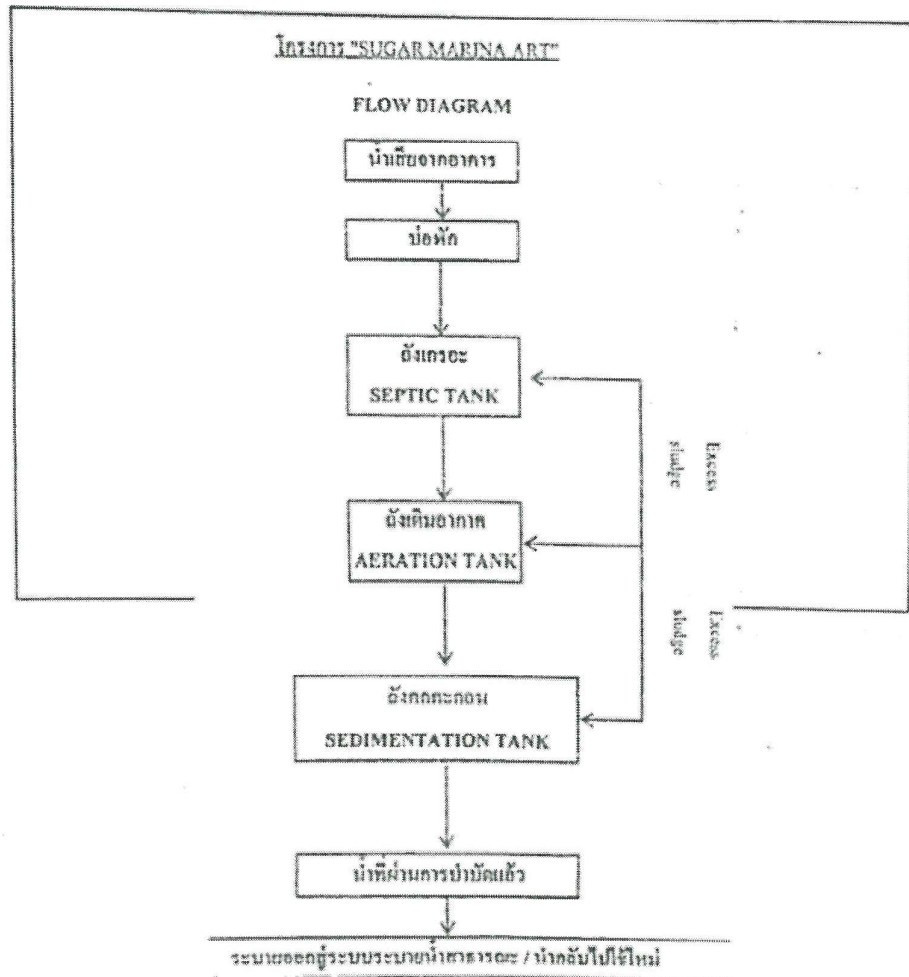 โครงการ "SUGAR MARINA ART"
FLOW DIAGRAM
น้ำเสียจากอาคาร
บ่อพัก
ถังเกรอะ
SEPTIC TANK
Excess
sludge
ถังเติมอากาศ
AERATION TANK
Excess
sludge
ถังตกตะกอน
SEDIMENTATION TANK
น้ำที่ผ่านการบำบัดแล้ว
ระบายออกสู่ระบบระบายน้ำสาธารณะ / นำกลับไปใช้ใหม่